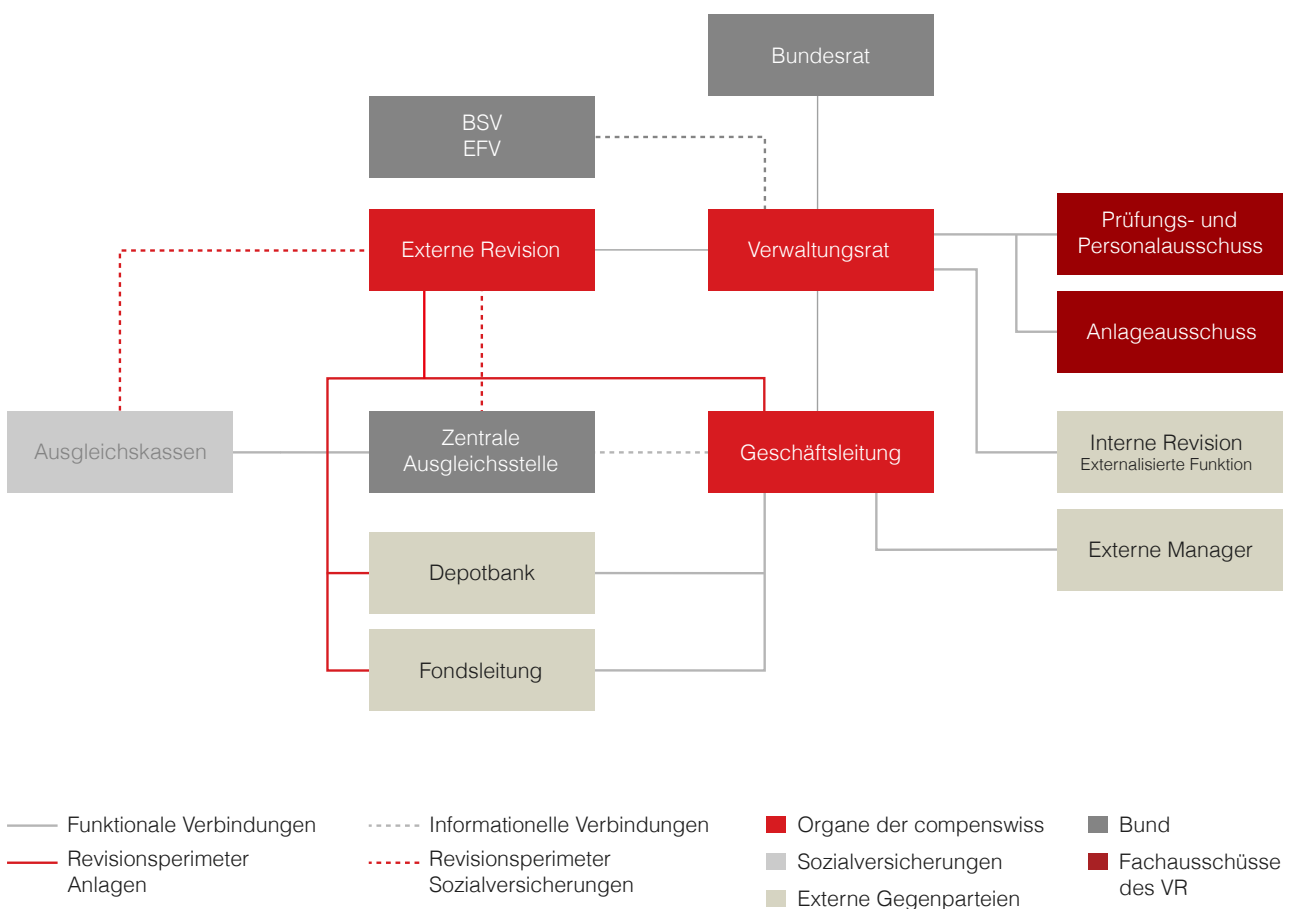 Bundesrat
BSV
EFV
Externe Revision
Verwaltungsrat
Prüfungs- und
Personalausschuss
Anlageausschuss
Ausgleichskassen
Zentrale
Ausgleichsstelle
Geschäftsleitung
Interne Revision
Externalisierte Funktion
Depotbank
Externe Manager
Fondsleitung
Funktionale Verbindungen
Revisionsperimeter
Anlagen
Informationelle Verbindungen
Revisionsperimeter
Sozialversicherungen
Organe der compenswiss
Sozialversicherungen
Externe Gegenparteien
Bund
Fachausschüsse
des VR